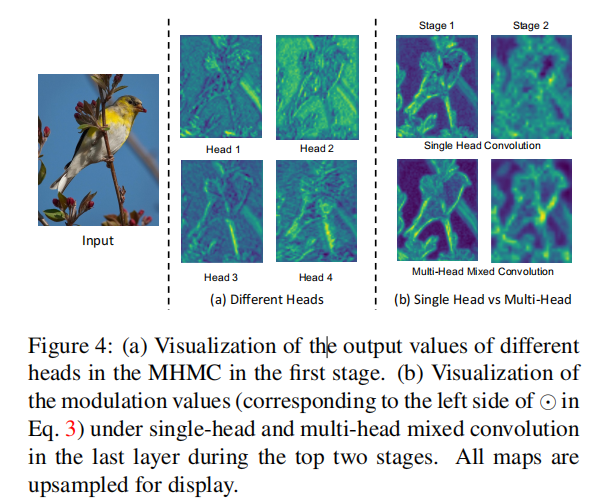 Stage 1 Stage 2
Head 1 Head 2
Single Head Convolution
Input
Head 3 Head 4
Multi-Head Mixed Convolution
(a) Different Heads
(b) Single Head vs Multi-Head
Figure 4: (a) Visualization of the output values of different
heads in the MHMC in the first stage. (b) Visualization of
the modulation values (corresponding to the left side of ⊙ in
Eq. 3) under single-head and multi-head mixed convolution
in the last layer during the top two stages. All maps are
upsampled for display.